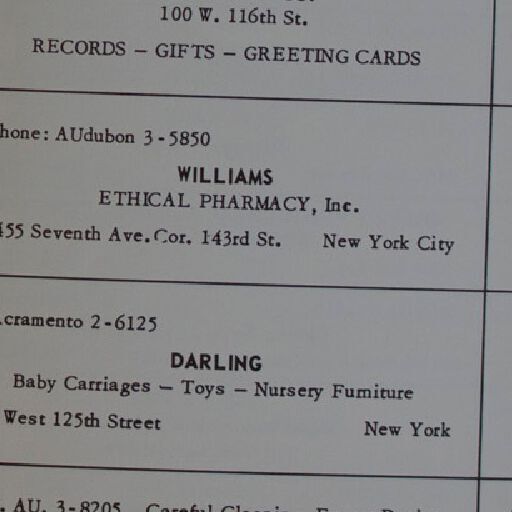 100 W. 116th St.
RECORDS — GIFTS — GREETING CARDS
hone: AUdubon 3-5850
WILLIAMS
ETHICAL PHARMACY, Inc.
55 Seventh Ave. Cor. 143rd St. New York City
cramento 2-6125
DARLING
Baby Carriages — Toys — Nursery Furniture
West 125th Street New York
AU. 3-8205